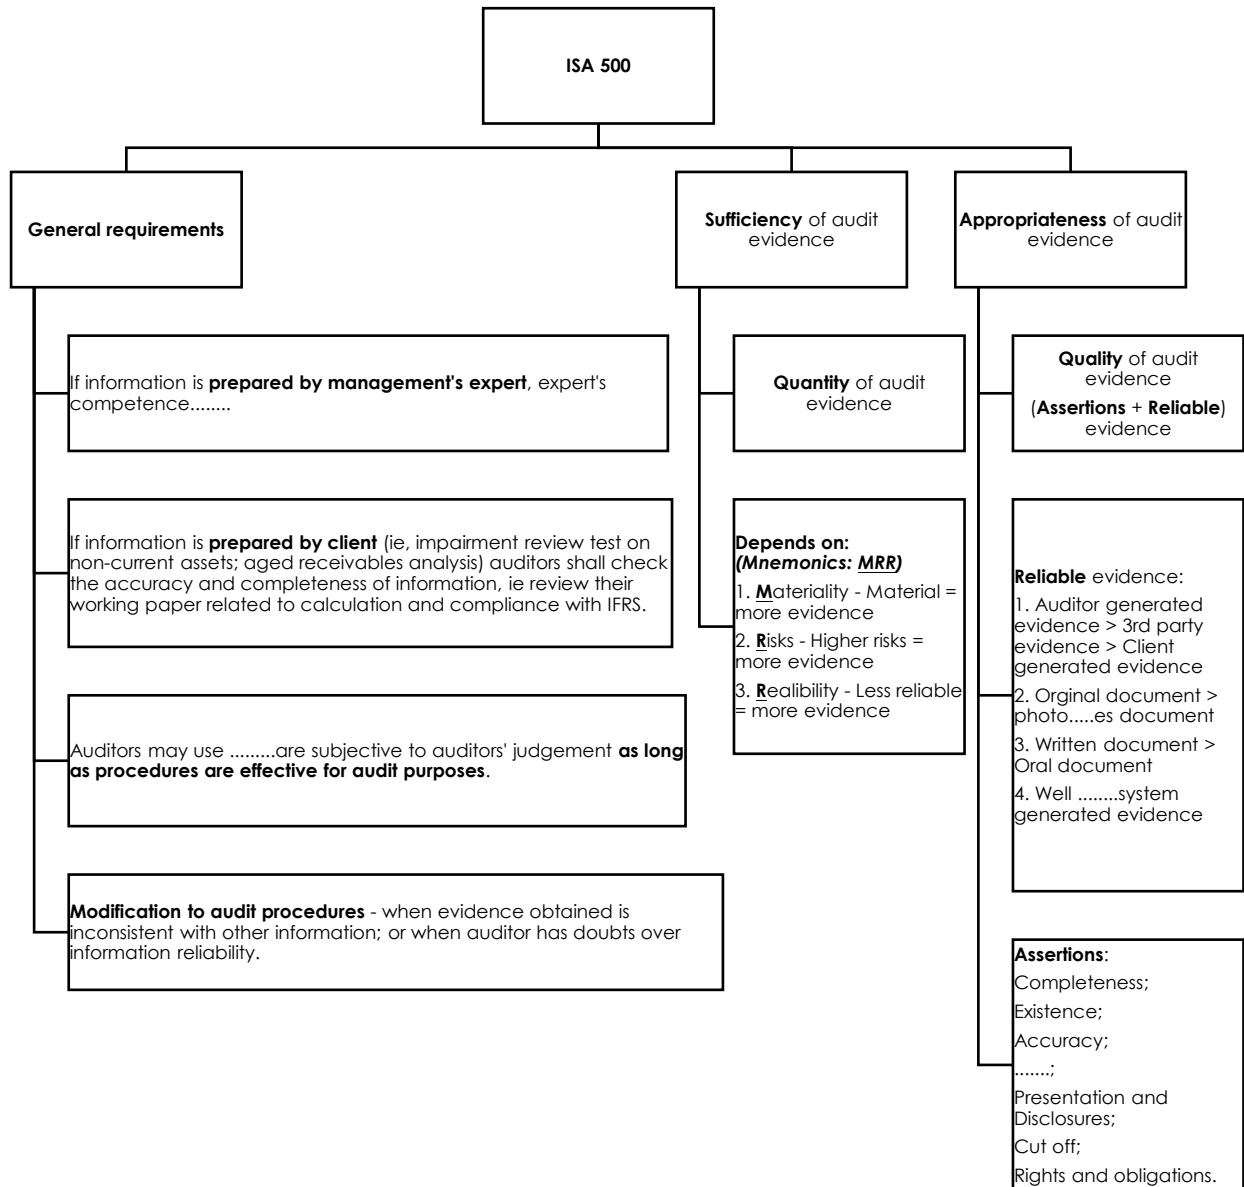 ISA 500
General requirements
Sufficiency of audit
evidence
Appropriateness of audit
evidence
If information is prepared by management's expert, expert's
competence........
If information is prepared by client (ie, impairment review test on
non-current assets; aged receivables analysis) auditors shall check
the accuracy and completeness of information, ie review their
working paper related to calculation and compliance with IFRS.
Auditors may use .........are subjective to auditors' judgement as long
as procedures are effective for audit purposes.
Modification to audit procedures - when evidence obtained is
inconsistent with other information; or when auditor has doubts over
information reliability.
Quantity of audit
evidence
Depends on:
(Mnemonics: MRR)
1. Materiality - Material =
more evidence
2. Risks - Higher risks =
more evidence
3. Realibility - Less reliable
= more evidence
Quality of audit
evidence
(Assertions + Reliable)
evidence
Reliable evidence:
1. Auditor generated
evidence > 3rd party
evidence > Client
generated evidence
2. Orginal document >
photo.....es document
3. Written document >
Oral document
4. Well ........system
generated evidence
Assertions:
Completeness;
Existence;
Accuracy;
.......;
Presentation and
Disclosures;
Cut off;
Rights and obligations.